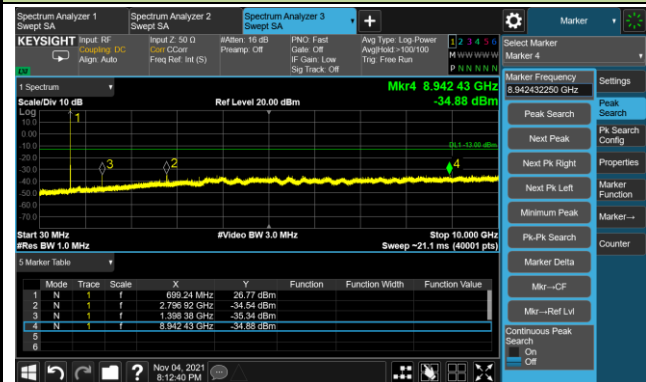 Spectrum Analyzer 1
Swept SA
Spectrum Analyzer 2
Swept SA
Spectrum Analyzer 3
Swept SA
Marker
KEYSIGHT
Input: RF
Coupling: DC
Align: Auto
Input Z: 50 Ω
Corr CCorr
Freq Ref: Int (S)
#Atten: 16 dB
Preamp: Off
PNO: Fast
Gate: Off
IF Gain: Low
Sig Track: Off
Avg Type: Log-Power
Avg|Hold:>100/100
Trig: Free Run
1 2 3 4 5 6
M W W W W W
P N N N N N
LXI
Select Marker
Marker 4
1 Spectrum
Mkr4 8.942 43 GHz
Scale/Div 10 dB
Ref Level 20.00 dBm
-34.88 dBm
Log
10.0
0.00
-10.0
-20.0
-30.0
-40.0
-50.0
-60.0
-70.0
1
3
2
4
DL1 -13.00 dBm
Start 30 MHz
#Video BW 3.0 MHz
Stop 10.000 GHz
#Res BW 1.0 MHz
Sweep ~21.1 ms (40001 pts)
5 Marker Table
Mode Trace Scale X Y Function Function Width Function Value
1 N 1 f 699.24 MHz 26.77 dBm
2 N 1 f 2.796 92 GHz -34.54 dBm
3 N 1 f 1.398 38 GHz -35.34 dBm
4 N 1 f 8.942 43 GHz -34.88 dBm
5
6
Marker Frequency
8.942432250 GHz
Peak Search
Next Peak
Next Pk Right
Next Pk Left
Minimum Peak
Pk-Pk Search
Marker Delta
Mkr→CF
Mkr→Ref Lvl
Continuous Peak
Search
On
Off
Settings
Peak
Search
Pk Search
Config
Properties
Marker
Function
Marker→
Counter
?
Nov 04, 2021
8:12:40 PM